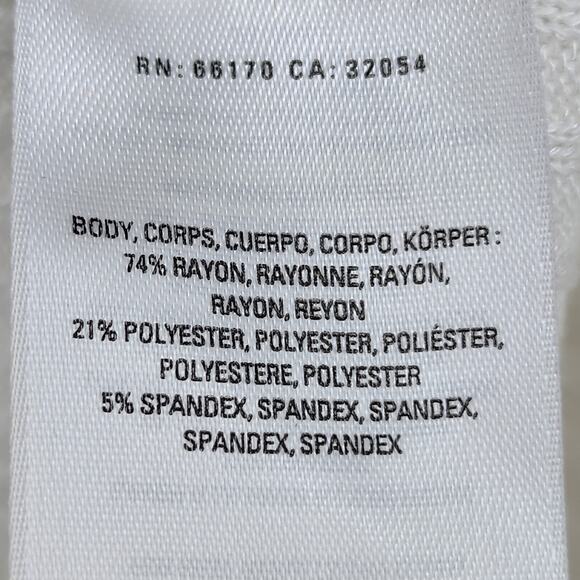 RN: 66170 CA: 32054
BODY, CORPS, CUERPO, CORPO, KÖRPER:
74% RAYON, RAYONNE, RAYÓN,
RAYON, REYON
21% POLYESTER, POLYESTER, POLIÉSTER,
POLYESTERE, POLYESTER
5% SPANDEX, SPANDEX, SPANDEX,
SPANDEX, SPANDEX